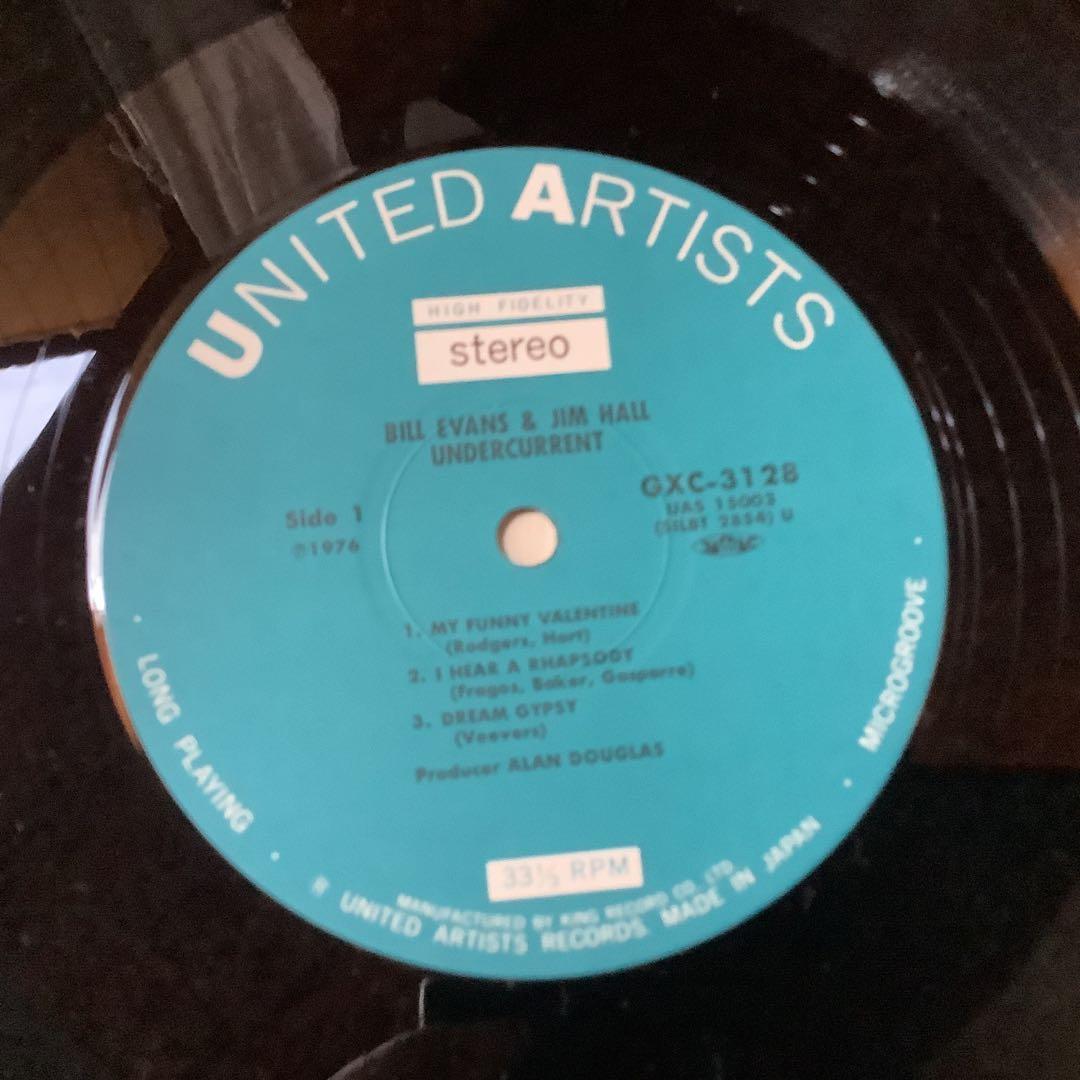 UNITED ARTISTS
HIGH FIDELITY
stereo
BILL EVANS & JIM HALL
UNDERCURRENT
Side 1
℗1976
GXC-3128
UAS 15003
(SLBT 2854) U
1. MY FUNNY VALENTINE
(Rodgers, Hart)
2. I HEAR A RHAPSODY
(Fragos, Baker, Gasparre)
3. DREAM GYPSY
(Veevers)
Producer ALAN DOUGLAS
33⅓ RPM
LONG PLAYING
MICROGROOVE
MANUFACTURED BY KING RECORD CO., LTD.
UNITED ARTISTS RECORDS. MADE IN JAPAN